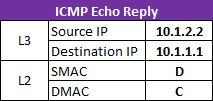 ICMP Echo Reply
L3 Source IP 10.1.2.2
Destination IP 10.1.1.1
L2 SMAC D
DMAC C